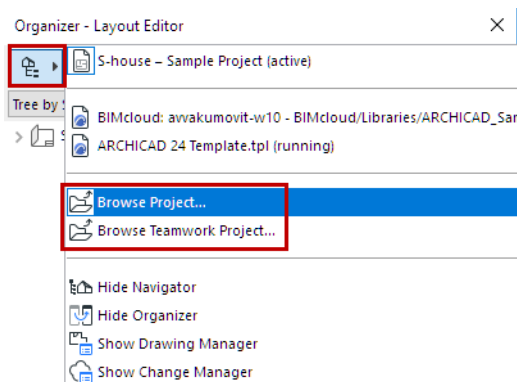 Organizer - Layout Editor
S-house – Sample Project (active)
Tree by
BIMcloud: avvakumovit-w10 - BIMcloud/Libraries/ARCHICAD_Sar
ARCHICAD 24 Template.tpl (running)
Browse Project...
Browse Teamwork Project...
Hide Navigator
Hide Organizer
Show Drawing Manager
Show Change Manager